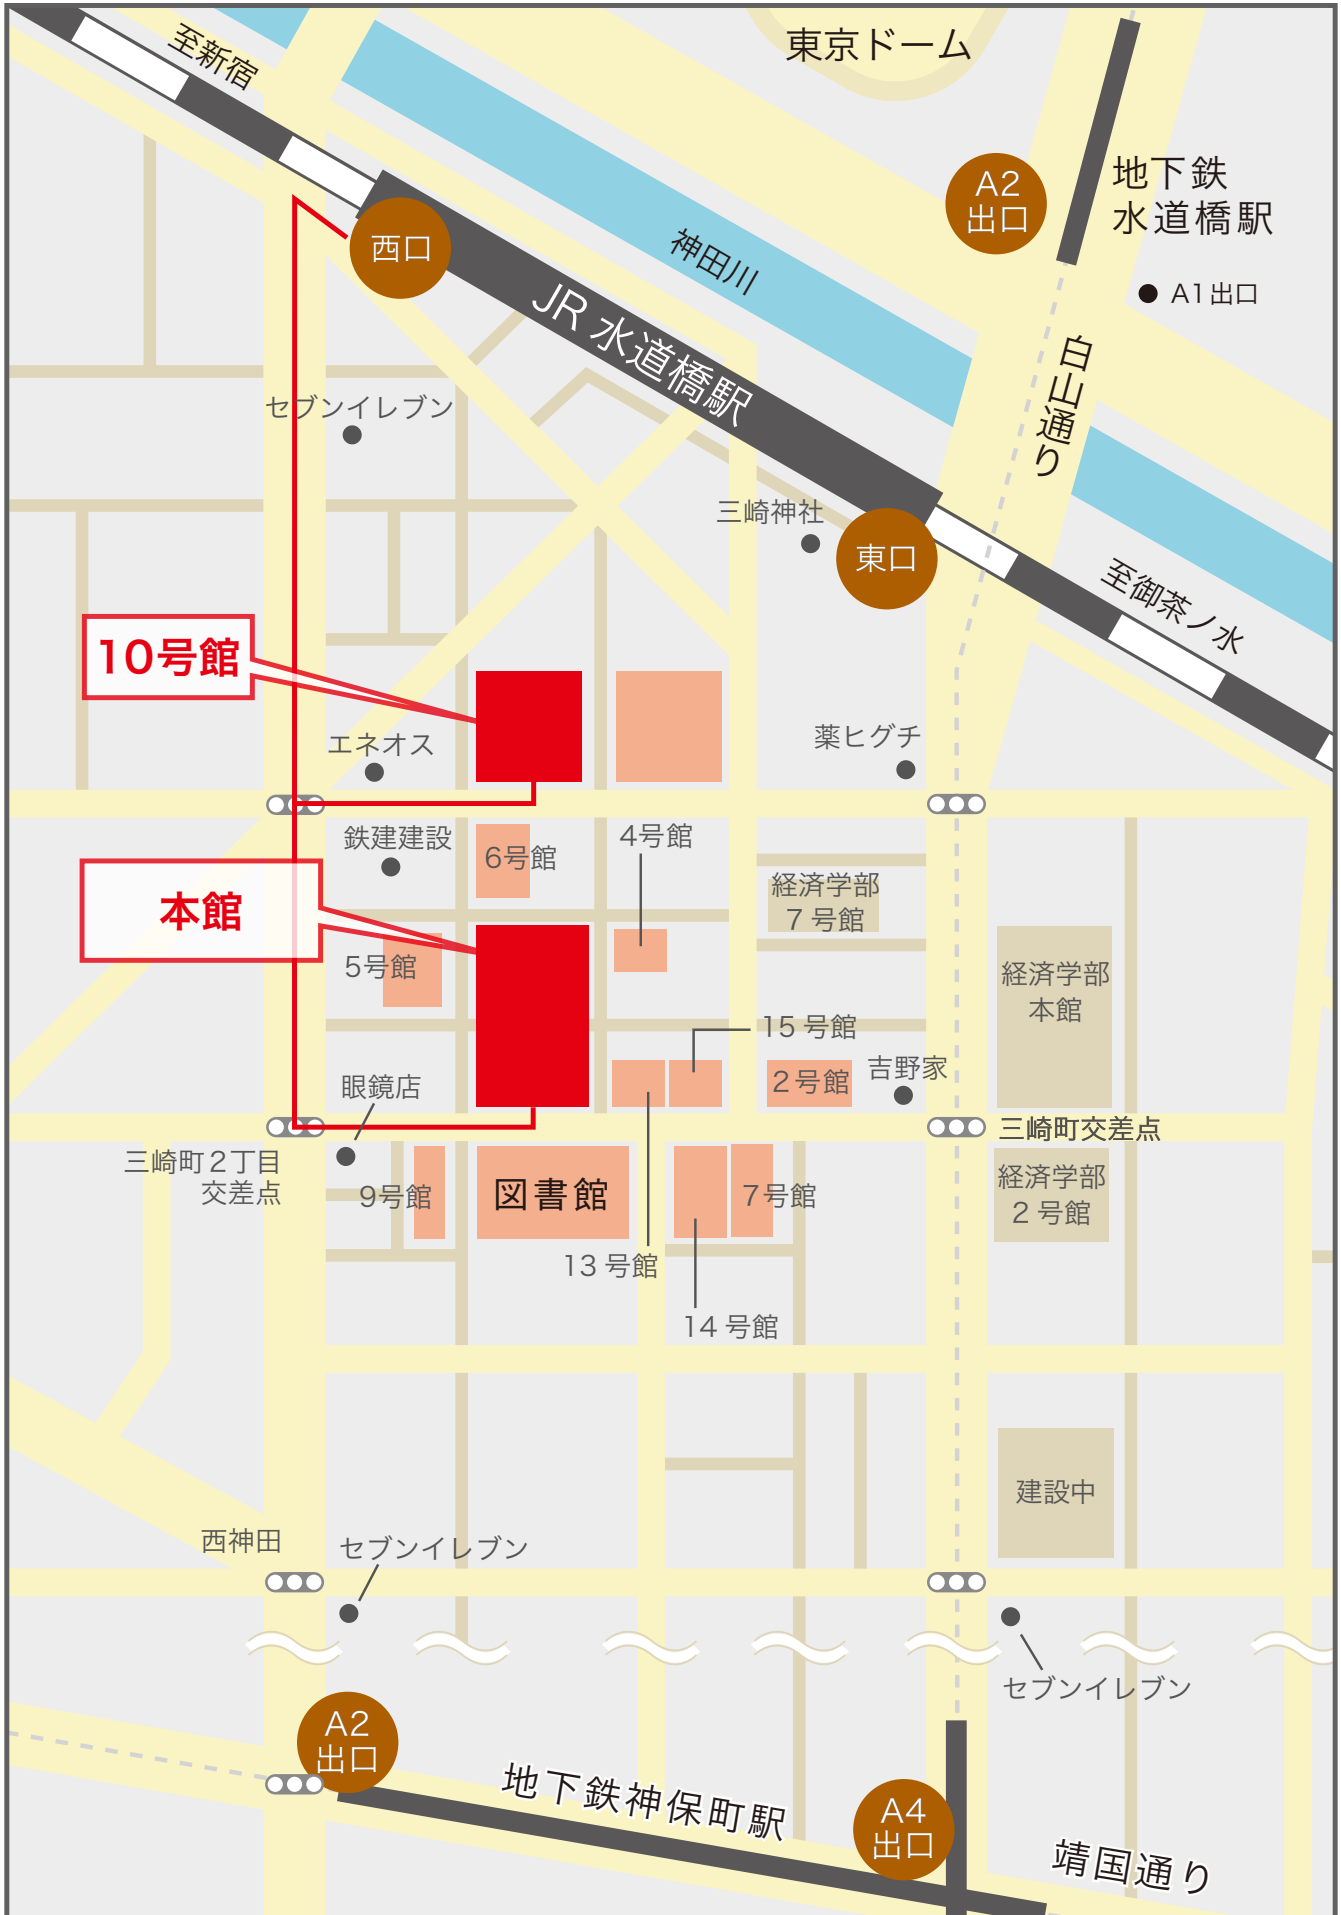 至新宿
東京ドーム
A2
出口
地下鉄
水道橋駅
A1出口
西口
神田川
JR 水道橋駅
白山通り
セブンイレブン
三崎神社
東口
至御茶ノ水
10号館
エネオス
薬ヒグチ
鉄建建設
6号館
4号館
経済学部
7号館
本館
5号館
経済学部
本館
15号館
2号館
吉野家
眼鏡店
三崎町交差点
三崎町2丁目
交差点
9号館
図書館
7号館
経済学部
2号館
13号館
14号館
建設中
西神田
セブンイレブン
セブンイレブン
A2
出口
地下鉄神保町駅
A4
出口
靖国通り